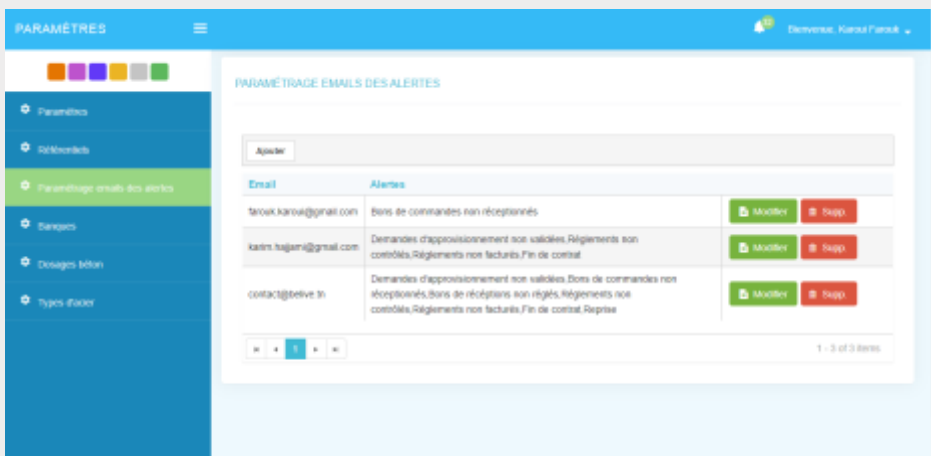 PARAMÈTRES
Bienvenue, Karoui Farouk
PARAMÉTRAGE EMAILS DES ALERTES
Paramètres
Référentiels
Paramétrage emails des alertes
Banques
Dosages béton
Types d'acier
Ajouter
Email Alertes
farouk.karoui@gmail.com Bons de commandes non réceptionnés Modifier Supp.
karim.hajjami@gmail.com Demandes d'approvisionnement non validées,Réglements non
contrôlés,Réglements non facturés,Fin de contrat Modifier Supp.
Demandes d'approvisionnement non validées,Bons de commandes non
contact@belive.tn réceptionnés,Bons de récéptions non réglés,Réglements non Modifier Supp.
contrôlés,Réglements non facturés,Fin de contrat,Reprise
1 1 - 3 of 3 items